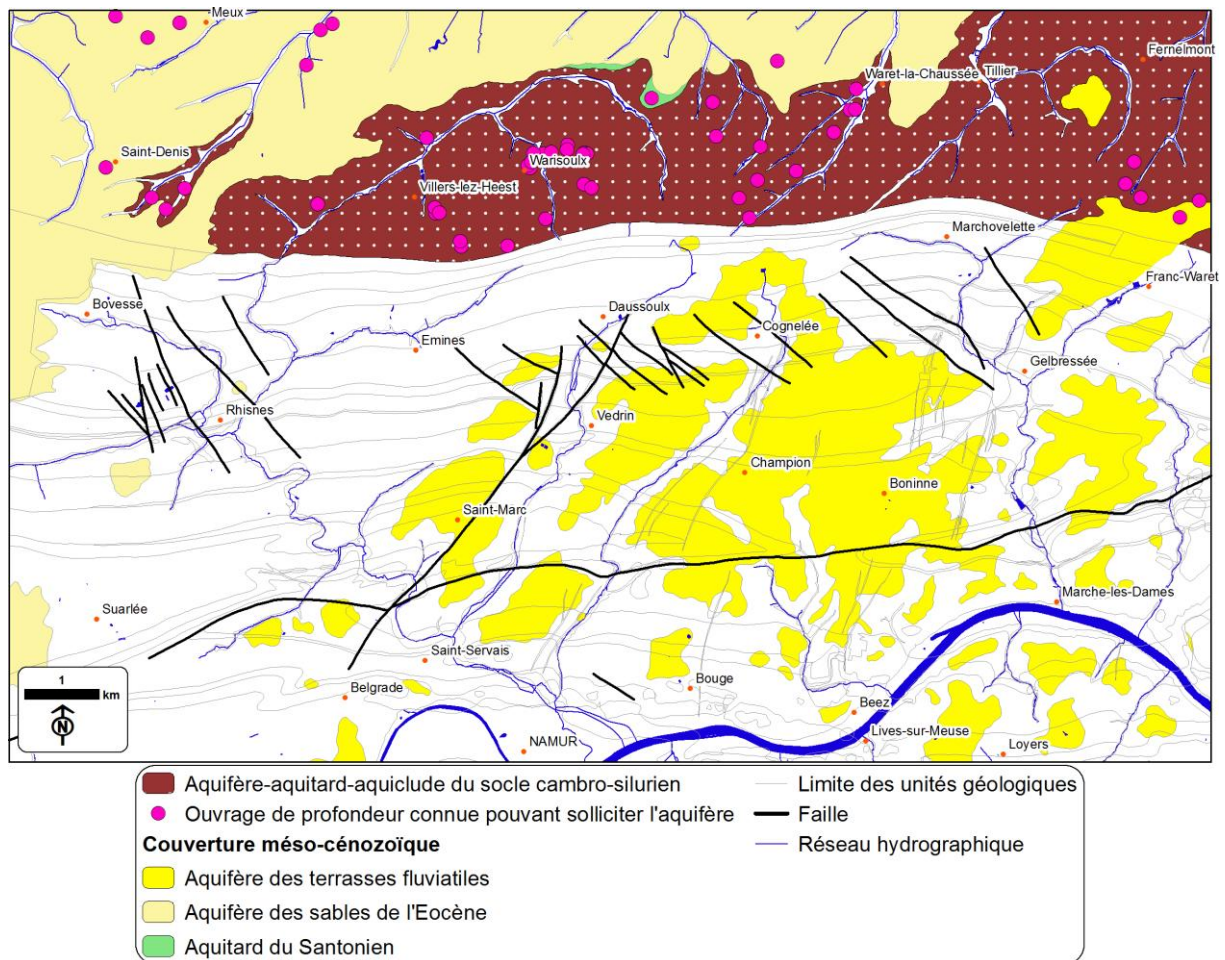 Meux
Fernelmont
Waret-la-Chaussée
Tillier
Saint-Denis
Warisoulx
Villers-lez-Heest
Marchovelette
Franc-Waret
Bovesse
Daussoulx
Cognelée
Emines
Gelbressée
Rhisnes
Vedrin
Champion
Boninne
Saint-Marc
Suarlée
Marche-les-Dames
Saint-Servais
Belgrade
Bouge
Beez
Lives-sur-Meuse
NAMUR
Loyers
1
km
N
Aquifère-aquitard-aquiclude du socle cambro-silurien
Ouvrage de profondeur connue pouvant solliciter l'aquifère
Couverture méso-cénozoïque
Aquifère des terrasses fluviatiles
Aquifère des sables de l'Eocène
Aquitard du Santonien
Limite des unités géologiques
Faille
Réseau hydrographique